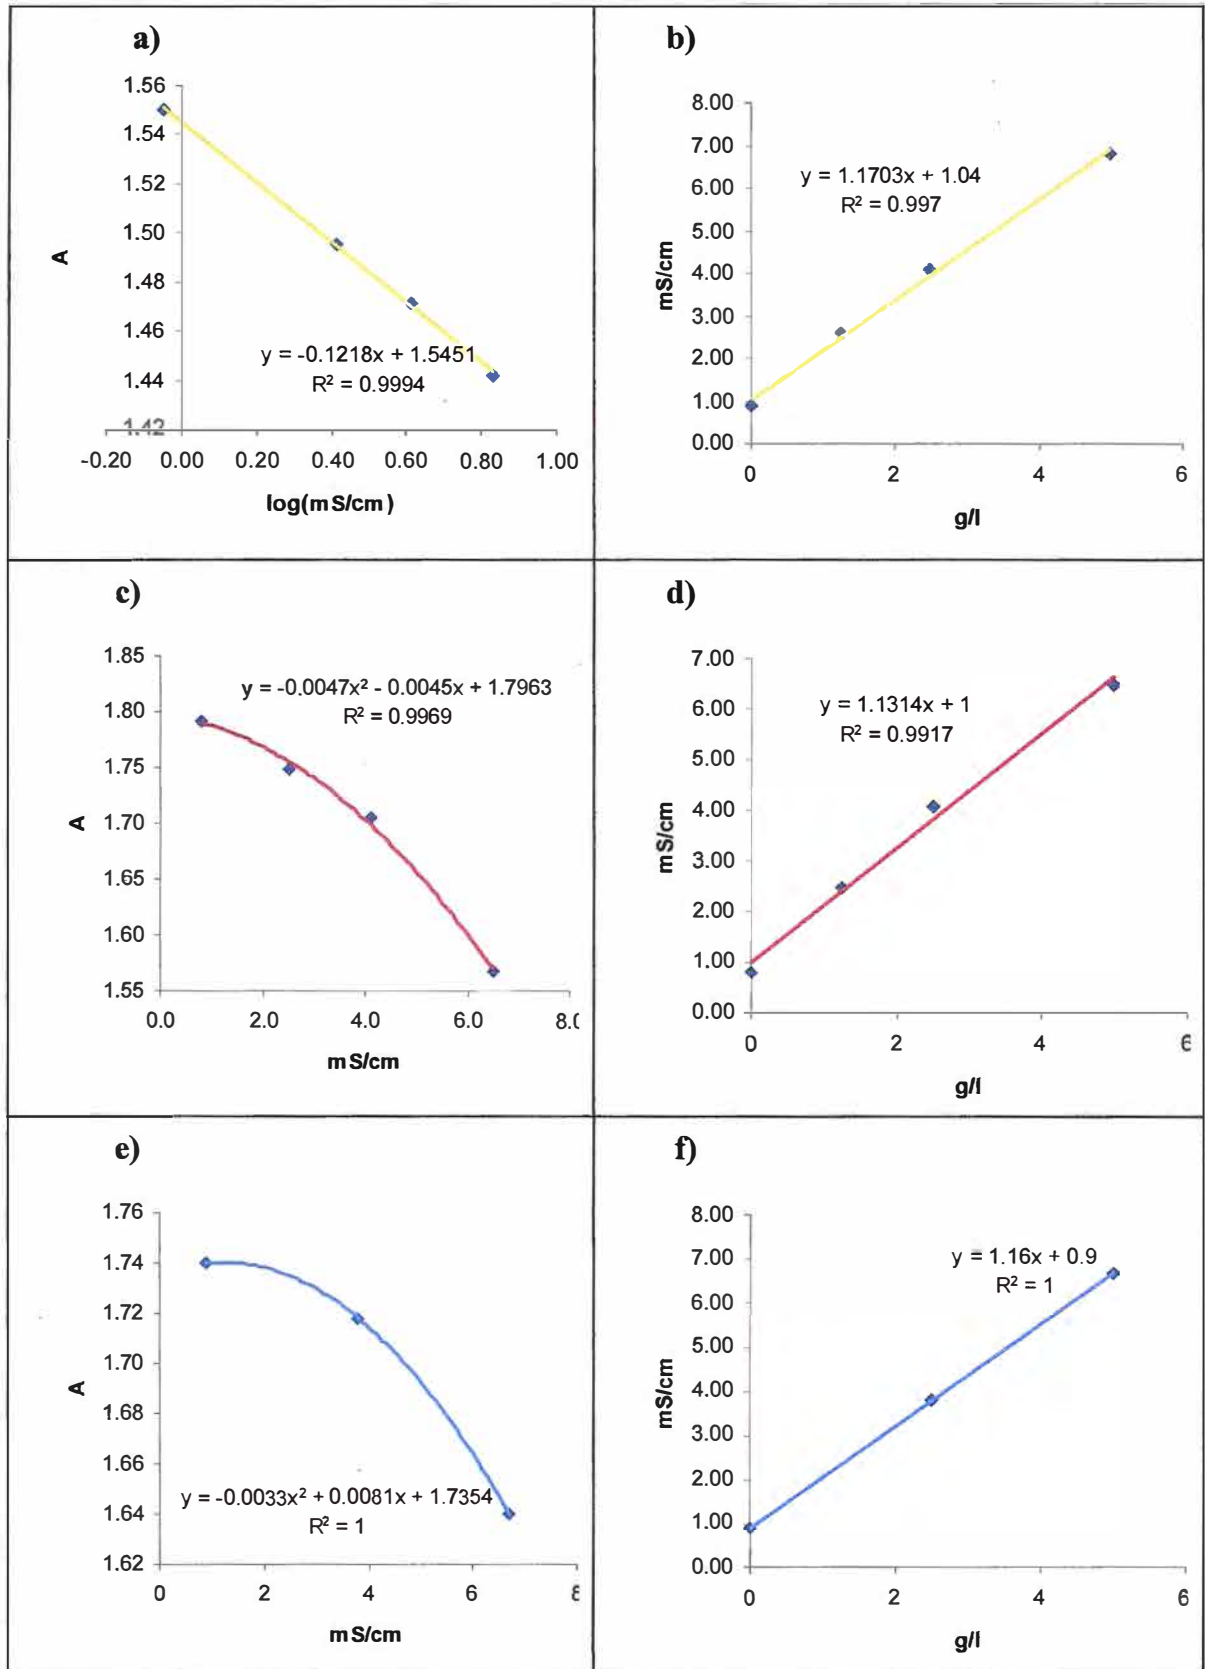 a)
1.56
1.54
1.52
1.50
1.48
1.46
1.44
1.42
A
y = -0.1218x + 1.5451
R² = 0.9994
-0.20 0.00 0.20 0.40 0.60 0.80 1.00
log(mS/cm)
b)
8.00
7.00
6.00
5.00
4.00
3.00
2.00
1.00
0.00
mS/cm
y = 1.1703x + 1.04
R² = 0.997
0 2 4 6
g/l
c)
1.85
1.80
1.75
1.70
1.65
1.60
1.55
A
y = -0.0047x² - 0.0045x + 1.7963
R² = 0.9969
0.0 2.0 4.0 6.0 8.0
mS/cm
d)
7.00
6.00
5.00
4.00
3.00
2.00
1.00
0.00
mS/cm
y = 1.1314x + 1
R² = 0.9917
0 2 4 6
g/l
e)
1.76
1.74
1.72
1.70
1.68
1.66
1.64
1.62
A
y = -0.0033x² + 0.0081x + 1.7354
R² = 1
0 2 4 8
mS/cm
f)
8.00
7.00
6.00
5.00
4.00
3.00
2.00
1.00
0.00
mS/cm
y = 1.16x + 0.9
R² = 1
0 2 4 6
g/l